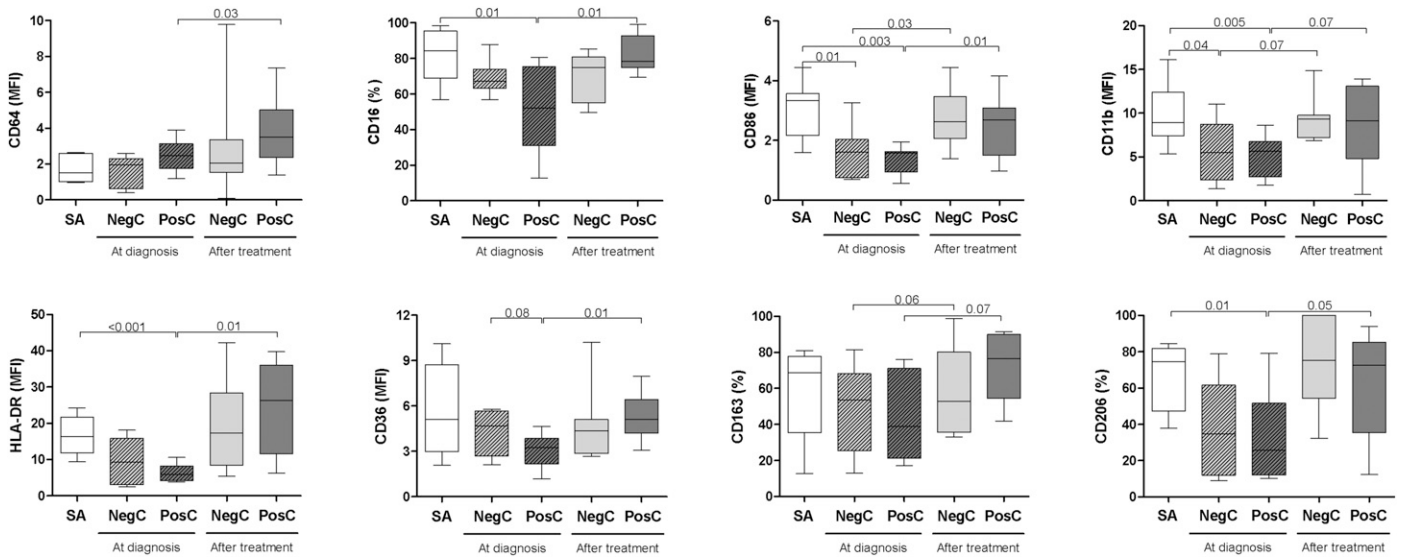 CD64 (MFI)
10
8
6
4
2
0
0.03
SA NegC PosC NegC PosC
At diagnosis After treatment
CD16 (%)
100
80
60
40
20
0
0.01 0.01
SA NegC PosC NegC PosC
At diagnosis After treatment
CD86 (MFI)
6
4
2
0
0.03
0.003 0.01
0.01
SA NegC PosC NegC PosC
At diagnosis After treatment
CD11b (MFI)
20
15
10
5
0
0.005 0.07
0.04 0.07
SA NegC PosC NegC PosC
At diagnosis After treatment
HLA-DR (MFI)
50
40
30
20
10
0
<0.001 0.01
SA NegC PosC NegC PosC
At diagnosis After treatment
CD36 (MFI)
12
9
6
3
0
0.08 0.01
SA NegC PosC NegC PosC
At diagnosis After treatment
CD163 (%)
100
80
60
40
20
0
0.06
0.07
SA NegC PosC NegC PosC
At diagnosis After treatment
CD206 (%)
100
80
60
40
20
0
0.01 0.05
SA NegC PosC NegC PosC
At diagnosis After treatment